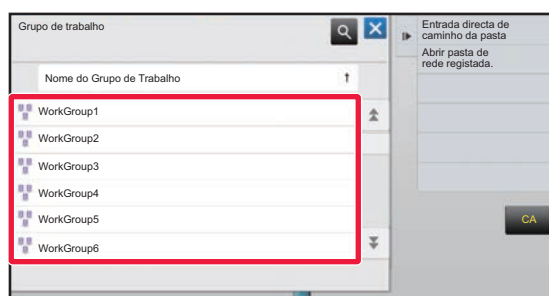 Grupo de trabalho
Nome do Grupo de Trabalho ↑
WorkGroup1
WorkGroup2
WorkGroup3
WorkGroup4
WorkGroup5
WorkGroup6
Entrada directa de
caminho da pasta
Abrir pasta de
rede registada.
CA